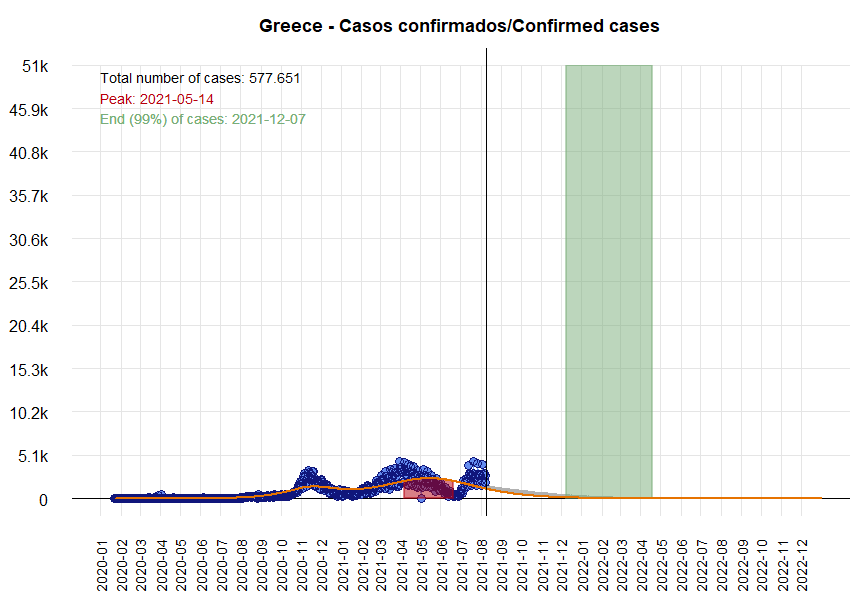 Greece - Casos confirmados/Confirmed cases
51k
45.9k
40.8k
35.7k
30.6k
25.5k
20.4k
15.3k
10.2k
5.1k
0
Total number of cases: 577.651
Peak: 2021-05-14
End (99%) of cases: 2021-12-07
2020-01
2020-02
2020-03
2020-04
2020-05
2020-06
2020-07
2020-08
2020-09
2020-10
2020-11
2020-12
2021-01
2021-02
2021-03
2021-04
2021-05
2021-06
2021-07
2021-08
2021-09
2021-10
2021-11
2021-12
2022-01
2022-02
2022-03
2022-04
2022-05
2022-06
2022-07
2022-08
2022-09
2022-10
2022-11
2022-12